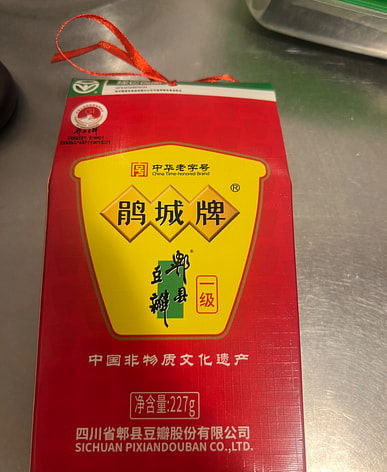 中华老字号
China Time-honored Brand
鹃城牌®
郫县
豆瓣
一级
中国非物质文化遗产
净含量:227g
四川省郫县豆瓣股份有限公司
SICHUAN PIXIANDOUBAN CO.,LTD.